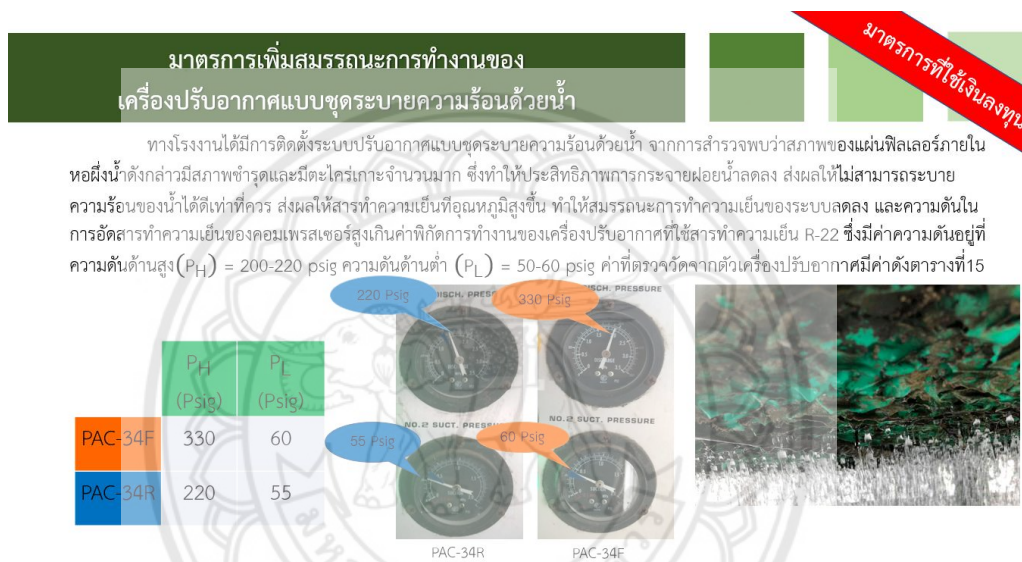 มาตรการเพิ่มสมรรถนะการทำงานของ
เครื่องปรับอากาศแบบชุดระบายความร้อนด้วยน้ำ
มาตรการที่ใช้เงินลงทุน
ทางโรงงานได้มีการติดตั้งระบบปรับอากาศแบบชุดระบายความร้อนด้วยน้ำ จากการสำรวจพบว่าสภาพของแผ่นฟิลเลอร์ภายใน
หอผึ่งน้ำดังกล่าวมีสภาพชำรุดและมีตะไคร่เกาะจำนวนมาก ซึ่งทำให้ประสิทธิภาพการกระจายฝอยน้ำลดลง ส่งผลให้ไม่สามารถระบาย
ความร้อนของน้ำได้ดีเท่าที่ควร ส่งผลให้สารทำความเย็นที่อุณหภูมิสูงขึ้น ทำให้สมรรถนะการทำความเย็นของระบบลดลง และความดันใน
การอัดสารทำความเย็นของคอมเพรสเซอร์สูงเกินค่าพิกัดการทำงานของเครื่องปรับอากาศที่ใช้สารทำความเย็น R-22 ซึ่งมีค่าความดันอยู่ที่
ความดันด้านสูง(P_H) = 200-220 psig ความดันด้านต่ำ (P_L) = 50-60 psig ค่าที่ตรวจวัดจากตัวเครื่องปรับอากาศมีค่าดังตารางที่15
P_H (Psig) P_L (Psig)
PAC-34F 330 60
PAC-34R 220 55
220 Psig
330 Psig
NO.2 SUCT. PRESSURE
55 Psig
60 Psig
PAC-34R
PAC-34F